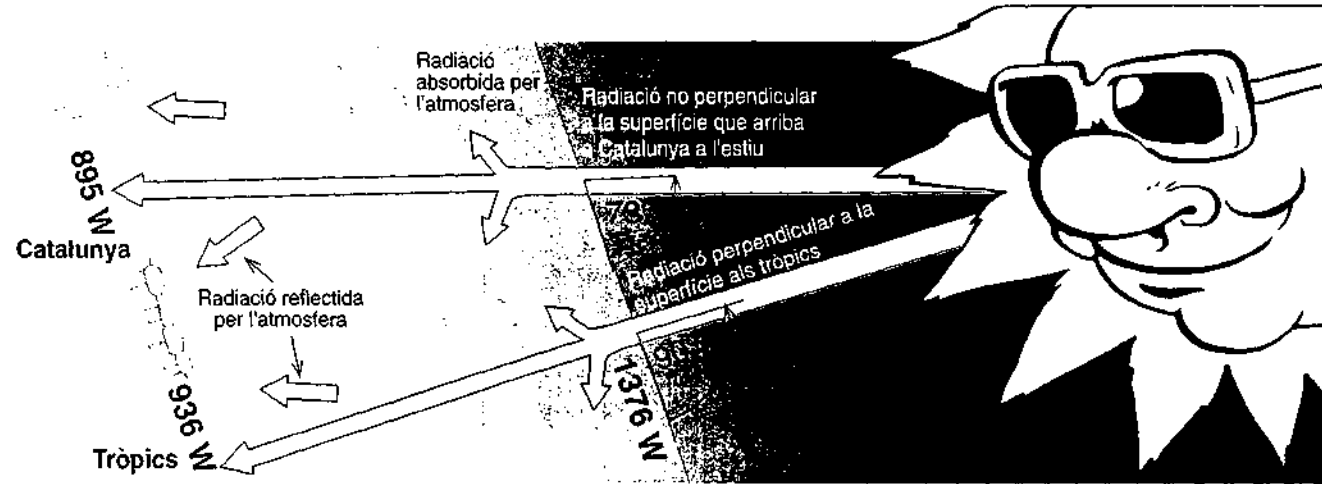 Radiació
absorbida per
l'atmosfera
Radiació no perpendicular
a la superfície que arriba
a Catalunya a l'estiu
895 W
Catalunya
Radiació perpendicular a la
superfície als tròpics
Radiació reflectida
per l'atmosfera
1376 W
936 W
Tròpics